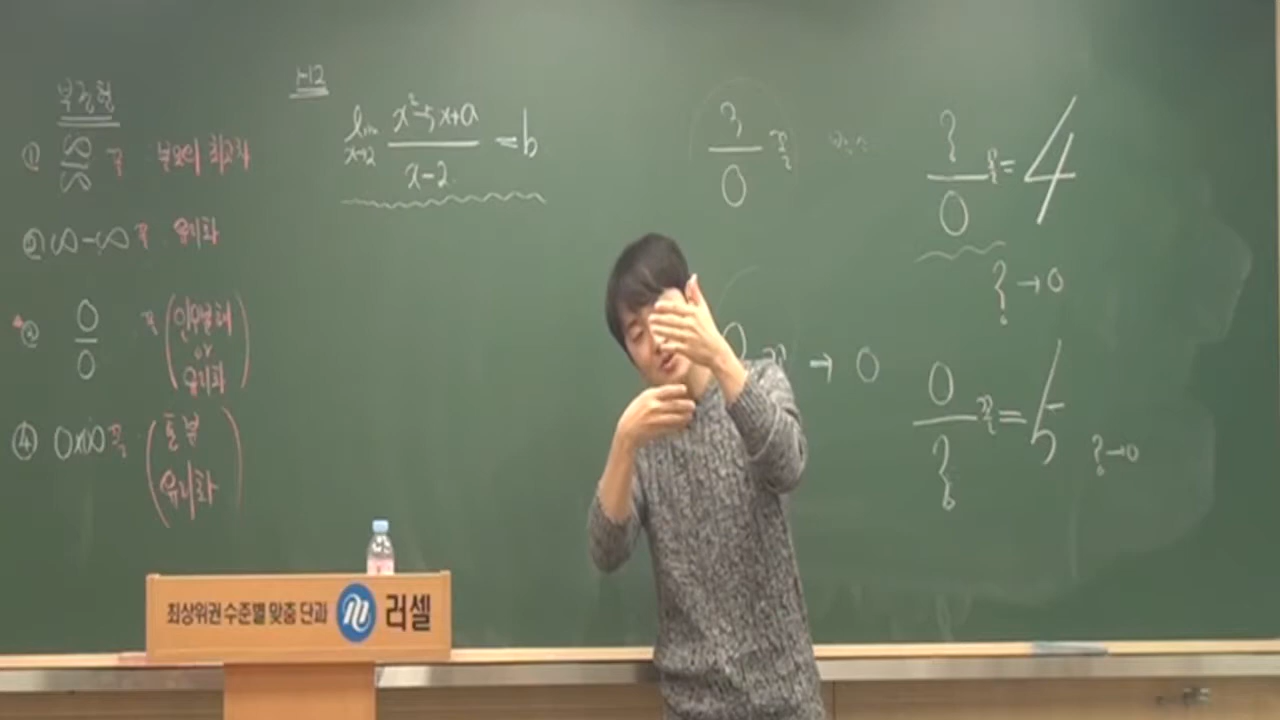 부정형
① ∞/∞ 꼴 분모의 최고차
② ∞-∞ 꼴 유리화
③ 0/0 꼴 (인수분해 or 유리화)
④ 0×∞ 꼴 (통분 유리화)
1-12
lim x→2 (x²-5x+a)/(x-2) = b
3/0 꼴 발산
꼴 → 0
?/0 꼴 = 4
? → 0
0/? 꼴 = 5
? → 0
최상위권 수준별 맞춤 단과 러셀